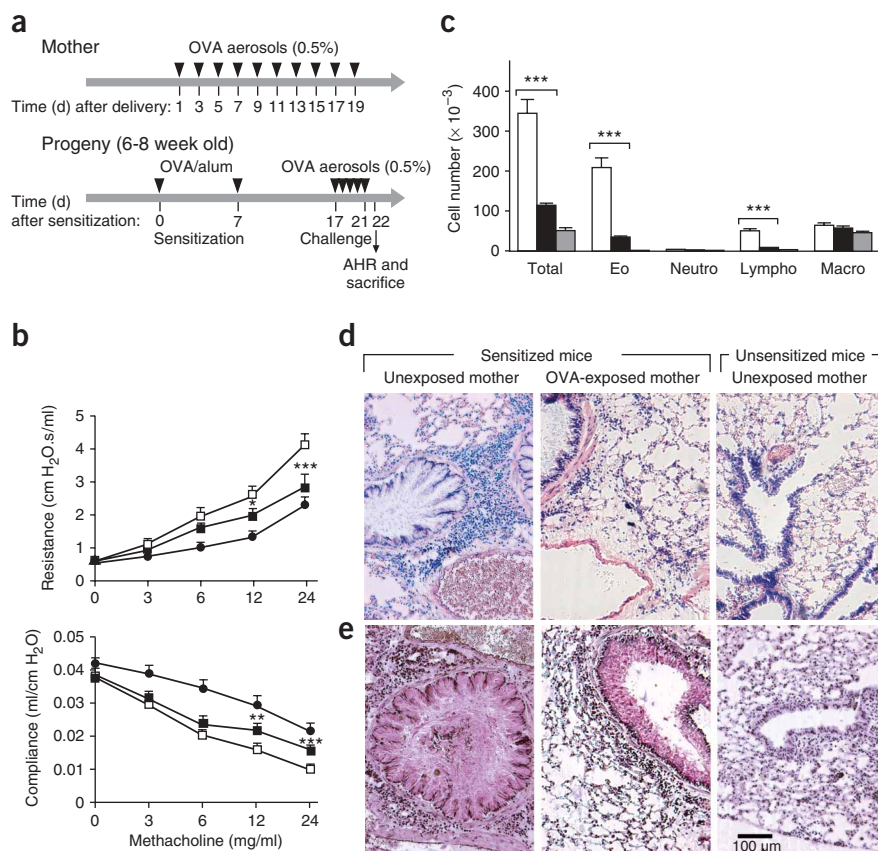 a
Mother
OVA aerosols (0.5%)
Time (d) after delivery: 1 3 5 7 9 11 13 15 17 19
Progeny (6-8 week old)
OVA/alum OVA aerosols (0.5%)
Time (d)
after sensitization: 0 7 17 21 22
Sensitization Challenge
AHR and
sacrifice
b
Resistance (cm H₂O.s/ml)
5
4
3
2
1
0
0 3 6 12 24
*
***
Compliance (ml/cm H₂O)
0.05
0.04
0.03
0.02
0.01
0
**
***
0 3 6 12 24
Methacholine (mg/ml)
c
Cell number (× 10⁻³)
400
300
200
100
0
***
***
***
Total Eo Neutro Lympho Macro
d
Sensitized mice Unsensitized mice
Unexposed mother OVA-exposed mother Unexposed mother
e
100 µm